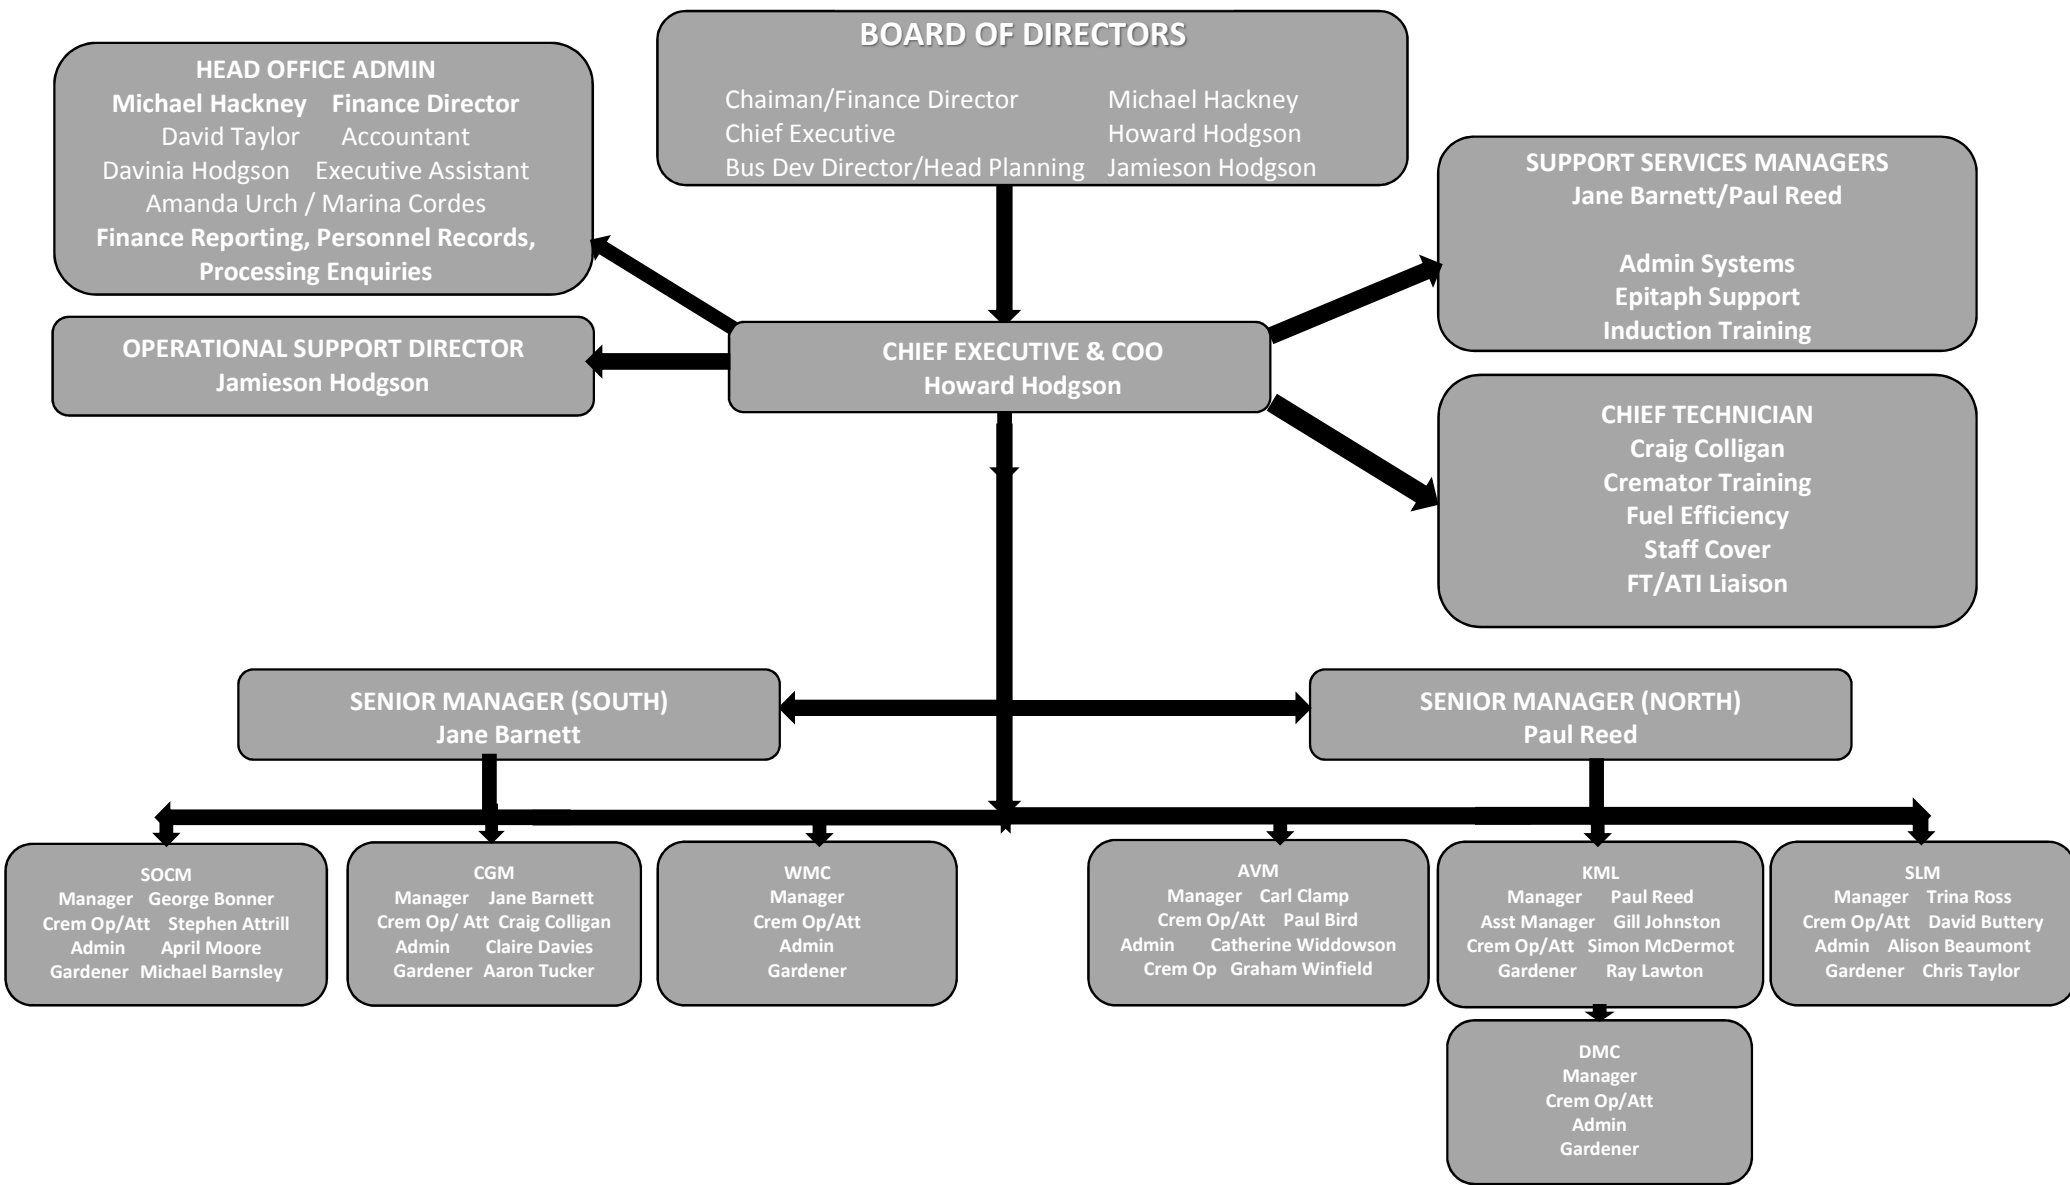 BOARD OF DIRECTORS
Chaiman/Finance Director Michael Hackney
Chief Executive Howard Hodgson
Bus Dev Director/Head Planning Jamieson Hodgson
HEAD OFFICE ADMIN
Michael Hackney Finance Director
David Taylor Accountant
Davinia Hodgson Executive Assistant
Amanda Urch / Marina Cordes
Finance Reporting, Personnel Records,
Processing Enquiries
SUPPORT SERVICES MANAGERS
Jane Barnett/Paul Reed
Admin Systems
Epitaph Support
Induction Training
OPERATIONAL SUPPORT DIRECTOR
Jamieson Hodgson
CHIEF EXECUTIVE & COO
Howard Hodgson
CHIEF TECHNICIAN
Craig Colligan
Cremator Training
Fuel Efficiency
Staff Cover
FT/ATI Liaison
SENIOR MANAGER (SOUTH)
Jane Barnett
SENIOR MANAGER (NORTH)
Paul Reed
SOCM
Manager George Bonner
Crem Op/Att Stephen Attrill
Admin April Moore
Gardener Michael Barnsley
CGM
Manager Jane Barnett
Crem Op/ Att Craig Colligan
Admin Claire Davies
Gardener Aaron Tucker
WMC
Manager
Crem Op/Att
Admin
Gardener
AVM
Manager Carl Clamp
Crem Op/Att Paul Bird
Admin Catherine Widdowson
Crem Op Graham Winfield
KML
Manager Paul Reed
Asst Manager Gill Johnston
Crem Op/Att Simon McDermot
Gardener Ray Lawton
SLM
Manager Trina Ross
Crem Op/Att David Buttery
Admin Alison Beaumont
Gardener Chris Taylor
DMC
Manager
Crem Op/Att
Admin
Gardener